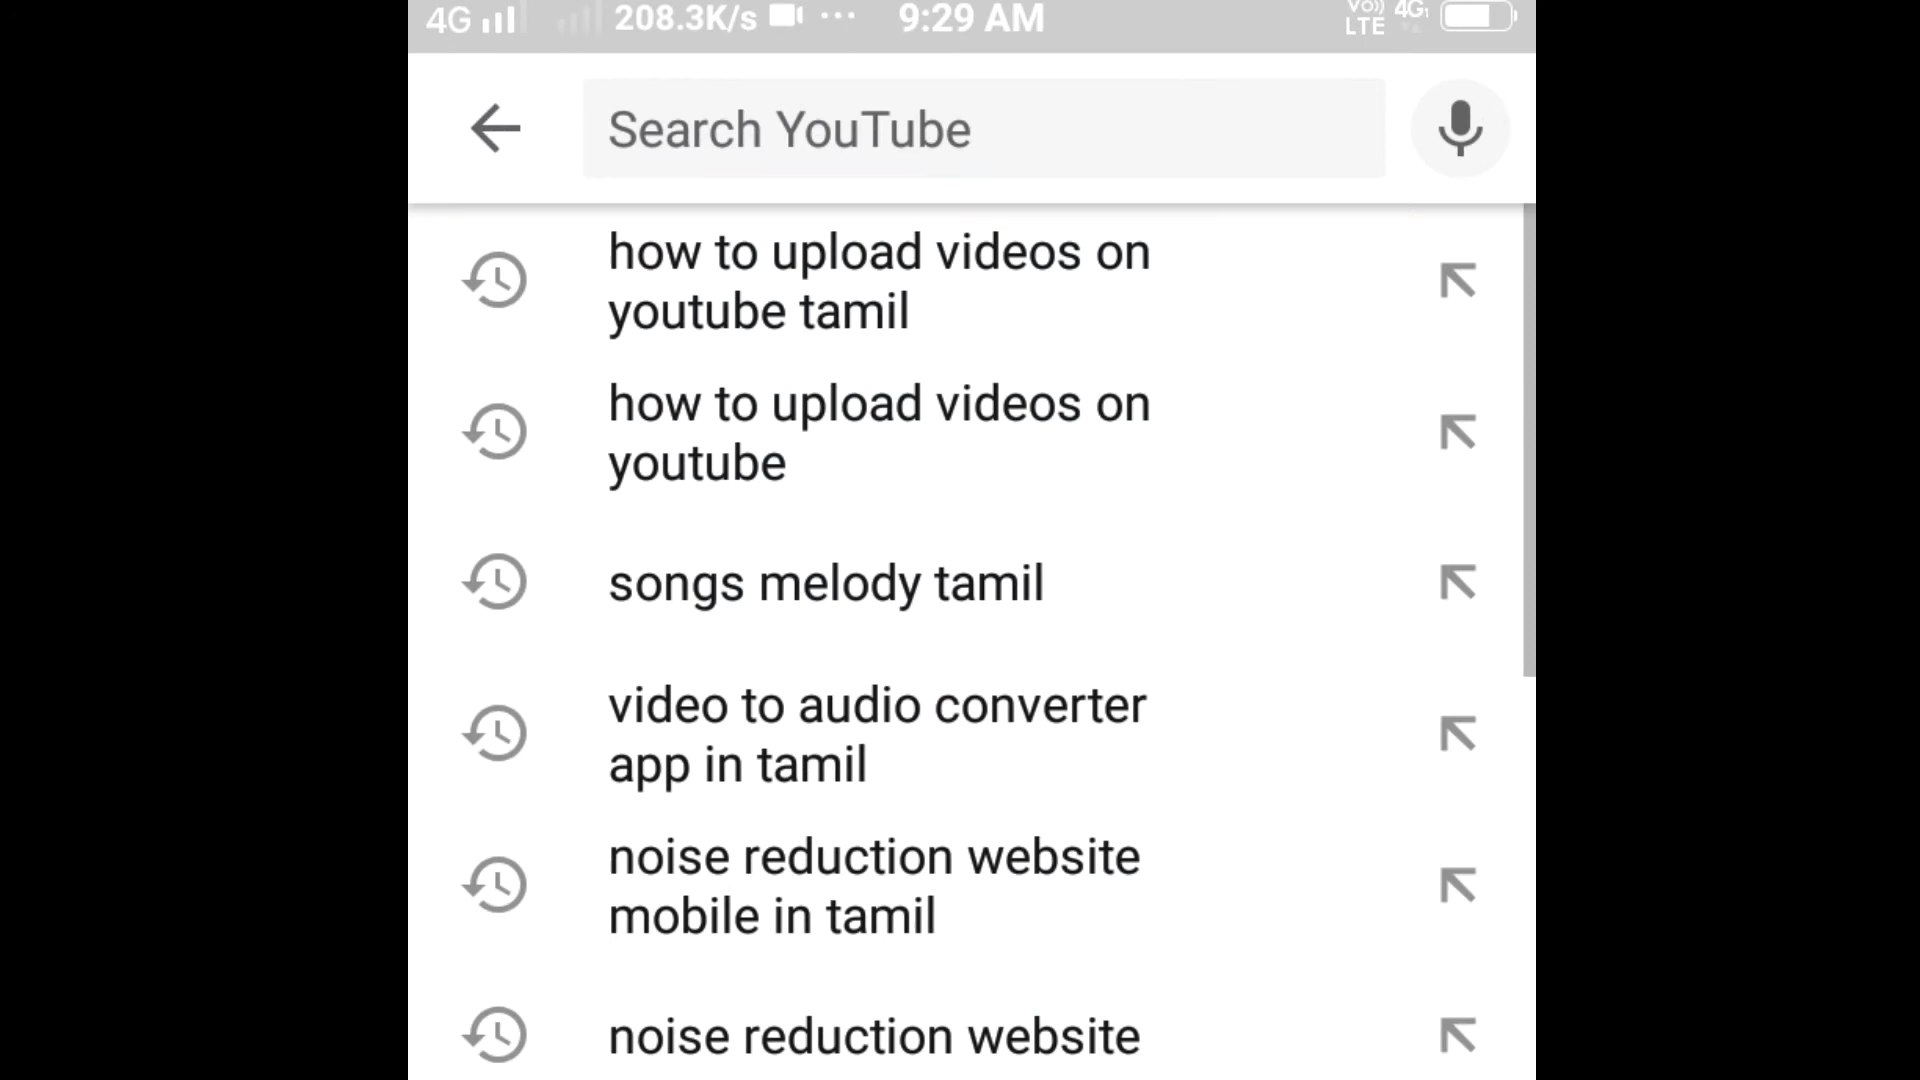 4G 208.3K/s ... 9:29 AM VO)) LTE 4G
Search YouTube
how to upload videos on
youtube tamil
how to upload videos on
youtube
songs melody tamil
video to audio converter
app in tamil
noise reduction website
mobile in tamil
noise reduction website